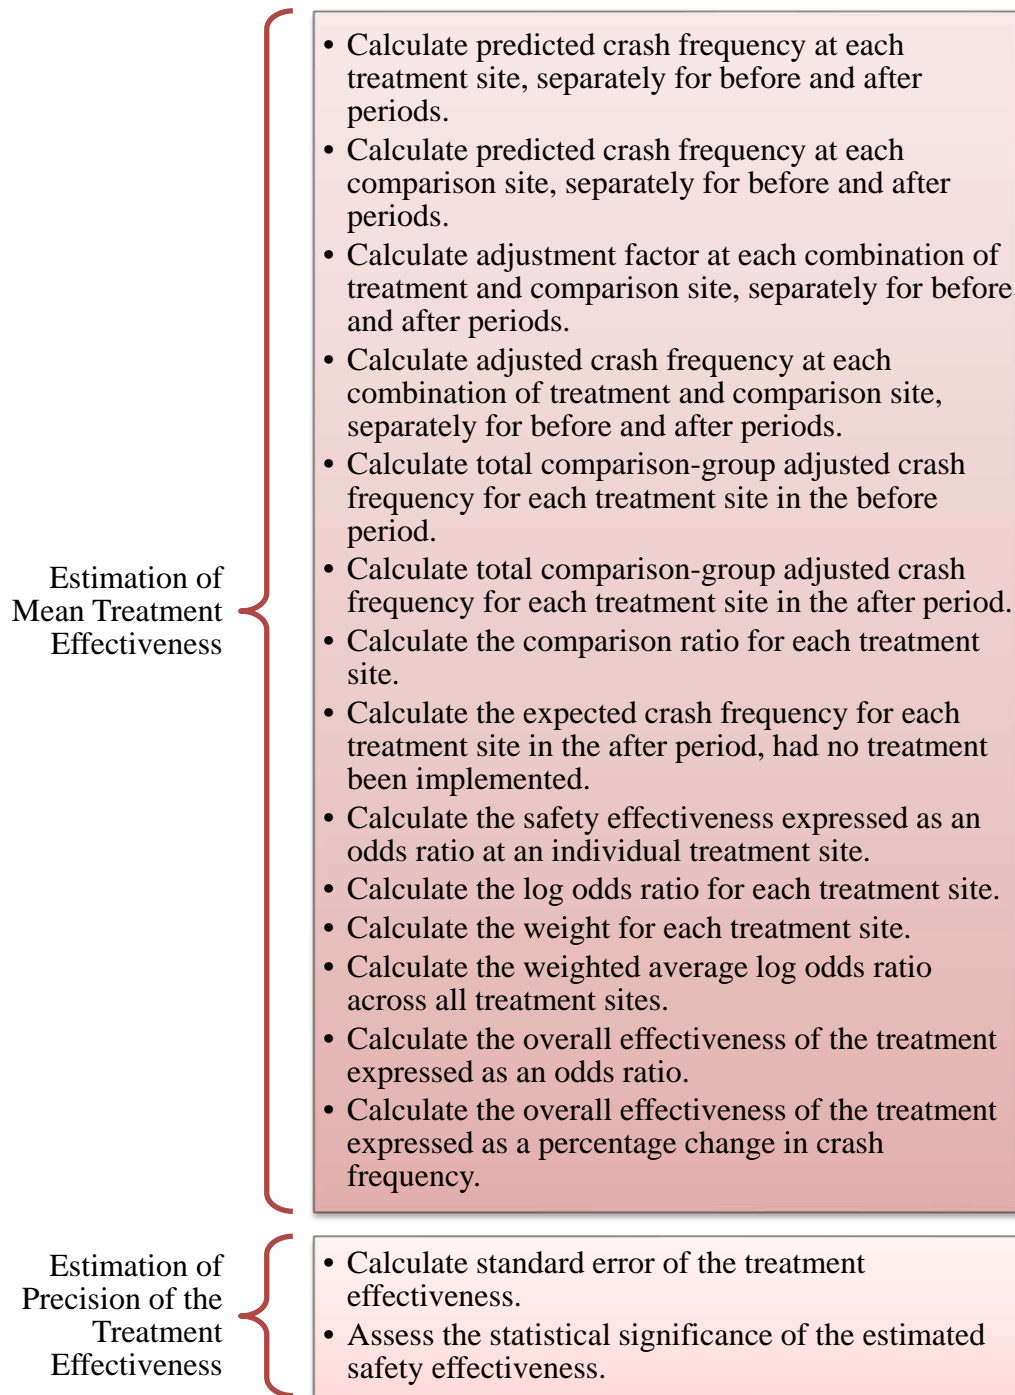 Estimation of
Mean Treatment
Effectiveness
• Calculate predicted crash frequency at each
treatment site, separately for before and after
periods.
• Calculate predicted crash frequency at each
comparison site, separately for before and after
periods.
• Calculate adjustment factor at each combination of
treatment and comparison site, separately for before
and after periods.
• Calculate adjusted crash frequency at each
combination of treatment and comparison site,
separately for before and after periods.
• Calculate total comparison-group adjusted crash
frequency for each treatment site in the before
period.
• Calculate total comparison-group adjusted crash
frequency for each treatment site in the after period.
• Calculate the comparison ratio for each treatment
site.
• Calculate the expected crash frequency for each
treatment site in the after period, had no treatment
been implemented.
• Calculate the safety effectiveness expressed as an
odds ratio at an individual treatment site.
• Calculate the log odds ratio for each treatment site.
• Calculate the weight for each treatment site.
• Calculate the weighted average log odds ratio
across all treatment sites.
• Calculate the overall effectiveness of the treatment
expressed as an odds ratio.
• Calculate the overall effectiveness of the treatment
expressed as a percentage change in crash
frequency.
Estimation of
Precision of the
Treatment
Effectiveness
• Calculate standard error of the treatment
effectiveness.
• Assess the statistical significance of the estimated
safety effectiveness.